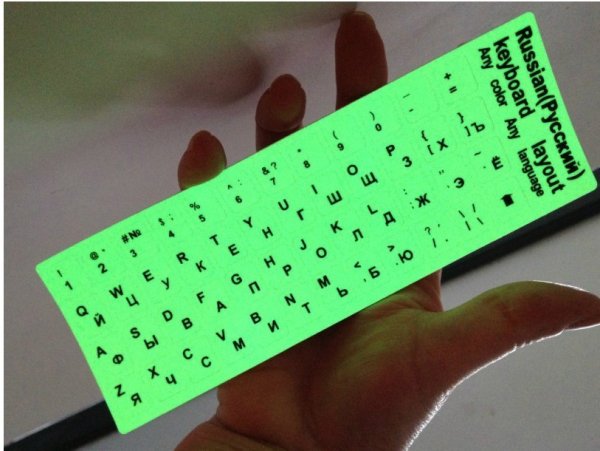 Russian(Русский)
keyboard layout
Any color Any language
! @ " #№ $ ; % ^ : &? * ( ) _ +
1 2 3 4 5 6 7 8 9 0 - =
Q W E R T Y U I O P { }
Й Ц У К Е Н Г Ш Щ З [ Х ] Ъ
A S D F G H J K L : "
Ф Ы В А П Р О Л Д Ж Э Ё
Z X C V B N M < > ?
Я Ч С М И Т Ь , Б . Ю / .